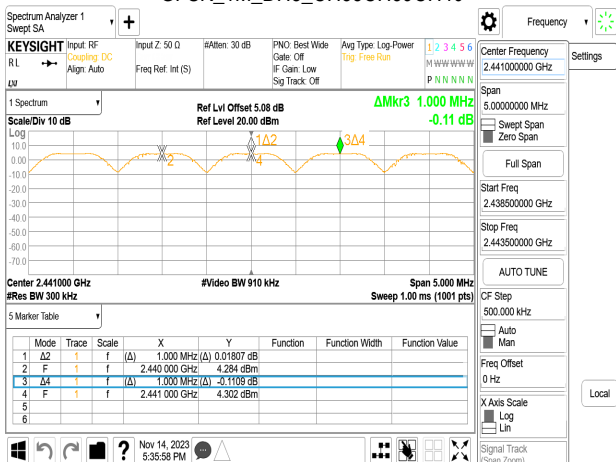 Spectrum Analyzer 1
Swept SA
Frequency
KEYSIGHT
Input: RF
Coupling: DC
Align: Auto
Input Z: 50 Ω
Freq Ref: Int (S)
#Atten: 30 dB
PNO: Best Wide
Gate: Off
IF Gain: Low
Sig Track: Off
Avg Type: Log-Power
Trig: Free Run
1 2 3 4 5 6
M W W W W W
P N N N N N
R L
LXI
Center Frequency
2.441000000 GHz
Settings
1 Spectrum
Scale/Div 10 dB
Ref Lvl Offset 5.08 dB
Ref Level 20.00 dBm
ΔMkr3 1.000 MHz
-0.11 dB
Span
5.00000000 MHz
Swept Span
Zero Span
Full Span
Start Freq
2.438500000 GHz
Stop Freq
2.443500000 GHz
AUTO TUNE
CF Step
500.000 kHz
Auto
Man
Freq Offset
0 Hz
X Axis Scale
Log
Lin
Signal Track
(Span Zoom)
Local
Log
10.0
0.00
-10.0
-20.0
-30.0
-40.0
-50.0
-60.0
-70.0
2
1Δ2
4
3Δ4
Center 2.441000 GHz
#Res BW 300 kHz
#Video BW 910 kHz
Span 5.000 MHz
Sweep 1.00 ms (1001 pts)
5 Marker Table
Mode Trace Scale X Y Function Function Width Function Value
1 Δ2 1 f (Δ) 1.000 MHz (Δ) 0.01807 dB
2 F 1 f 2.440 000 GHz 4.284 dBm
3 Δ4 1 f (Δ) 1.000 MHz (Δ) -0.1109 dB
4 F 1 f 2.441 000 GHz 4.302 dBm
5
6
?
Nov 14, 2023
5:35:58 PM